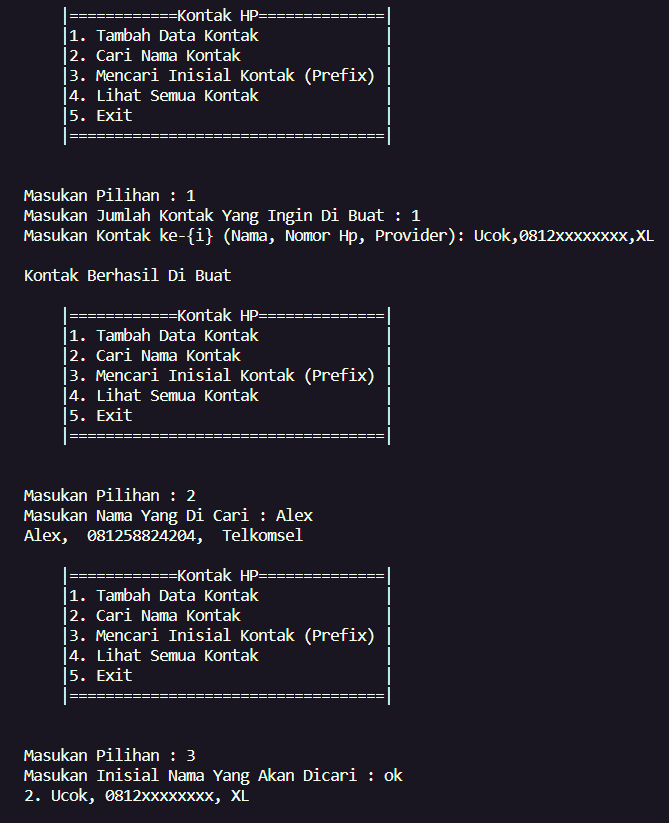 |============Kontak HP==============|
|1. Tambah Data Kontak              |
|2. Cari Nama Kontak                |
|3. Mencari Inisial Kontak (Prefix) |
|4. Lihat Semua Kontak              |
|5. Exit                            |
|===================================|
Masukan Pilihan : 1
Masukan Jumlah Kontak Yang Ingin Di Buat : 1
Masukan Kontak ke-{i} (Nama, Nomor Hp, Provider): Ucok,0812xxxxxxxx,XL
Kontak Berhasil Di Buat
|============Kontak HP==============|
|1. Tambah Data Kontak              |
|2. Cari Nama Kontak                |
|3. Mencari Inisial Kontak (Prefix) |
|4. Lihat Semua Kontak              |
|5. Exit                            |
|===================================|
Masukan Pilihan : 2
Masukan Nama Yang Di Cari : Alex
Alex,  081258824204,  Telkomsel
|============Kontak HP==============|
|1. Tambah Data Kontak              |
|2. Cari Nama Kontak                |
|3. Mencari Inisial Kontak (Prefix) |
|4. Lihat Semua Kontak              |
|5. Exit                            |
|===================================|
Masukan Pilihan : 3
Masukan Inisial Nama Yang Akan Dicari : ok
2. Ucok, 0812xxxxxxxx, XL